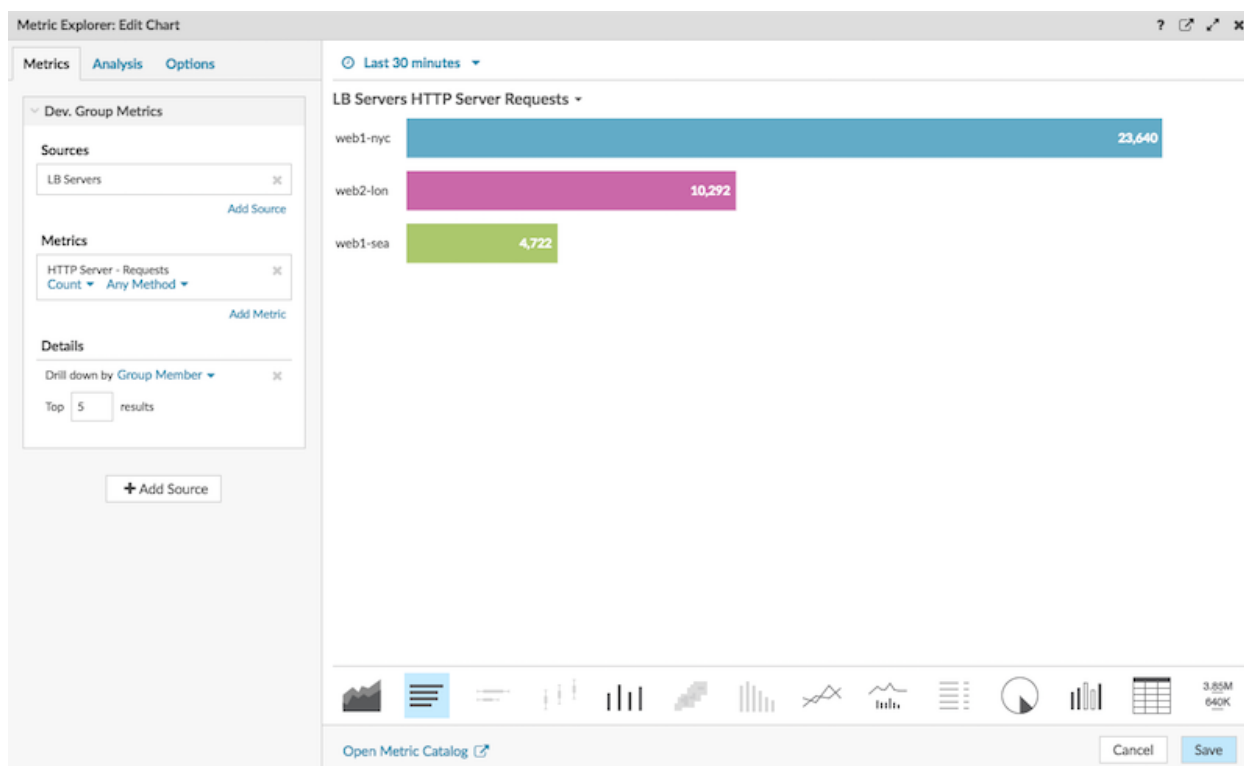 Metric Explorer: Edit Chart ?
Metrics Analysis Options
Last 30 minutes
Dev. Group Metrics
Sources
LB Servers
Add Source
Metrics
HTTP Server - Requests
Count Any Method
Add Metric
Details
Drill down by Group Member
Top 5 results
+ Add Source
LB Servers HTTP Server Requests
web1-nyc 23,640
web2-lon 10,292
web1-sea 4,722
3.85M
640K
Open Metric Catalog
Cancel Save